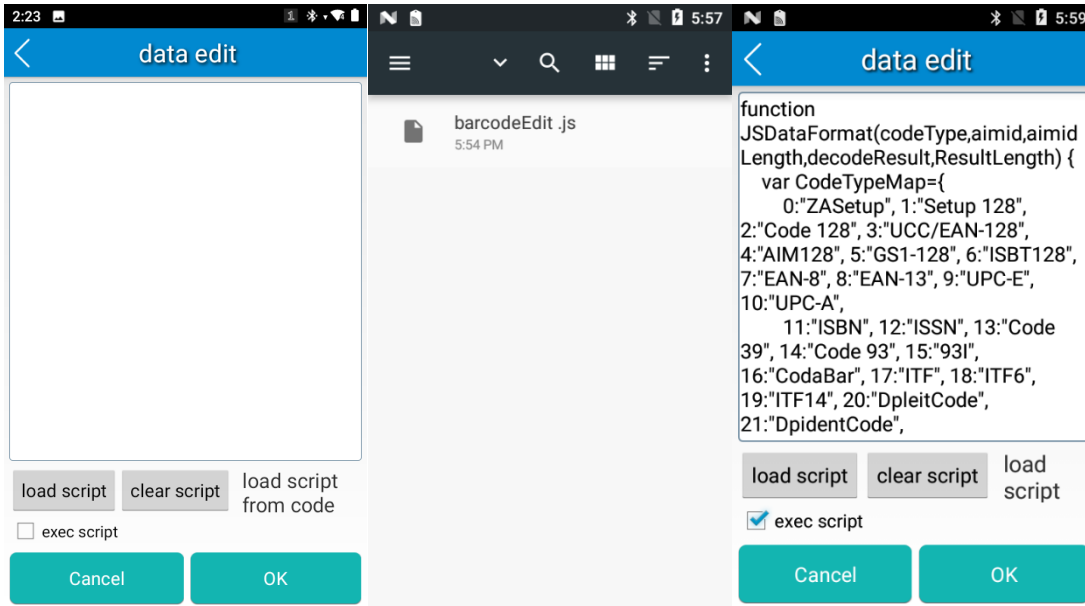 2:23
1
data edit
load script
clear script
load script
from code
exec script
Cancel
OK
5:57
barcodeEdit .js
5:54 PM
5:59
data edit
function
JSDataFormat(codeType,aimid,aimid
Length,decodeResult,ResultLength) {
var CodeTypeMap={
0:"ZASetup", 1:"Setup 128",
2:"Code 128", 3:"UCC/EAN-128",
4:"AIM128", 5:"GS1-128", 6:"ISBT128",
7:"EAN-8", 8:"EAN-13", 9:"UPC-E",
10:"UPC-A",
11:"ISBN", 12:"ISSN", 13:"Code
39", 14:"Code 93", 15:"93I",
16:"CodaBar", 17:"ITF", 18:"ITF6",
19:"ITF14", 20:"DpleitCode",
21:"DpidentCode",
load script
clear script
load
script
exec script
Cancel
OK